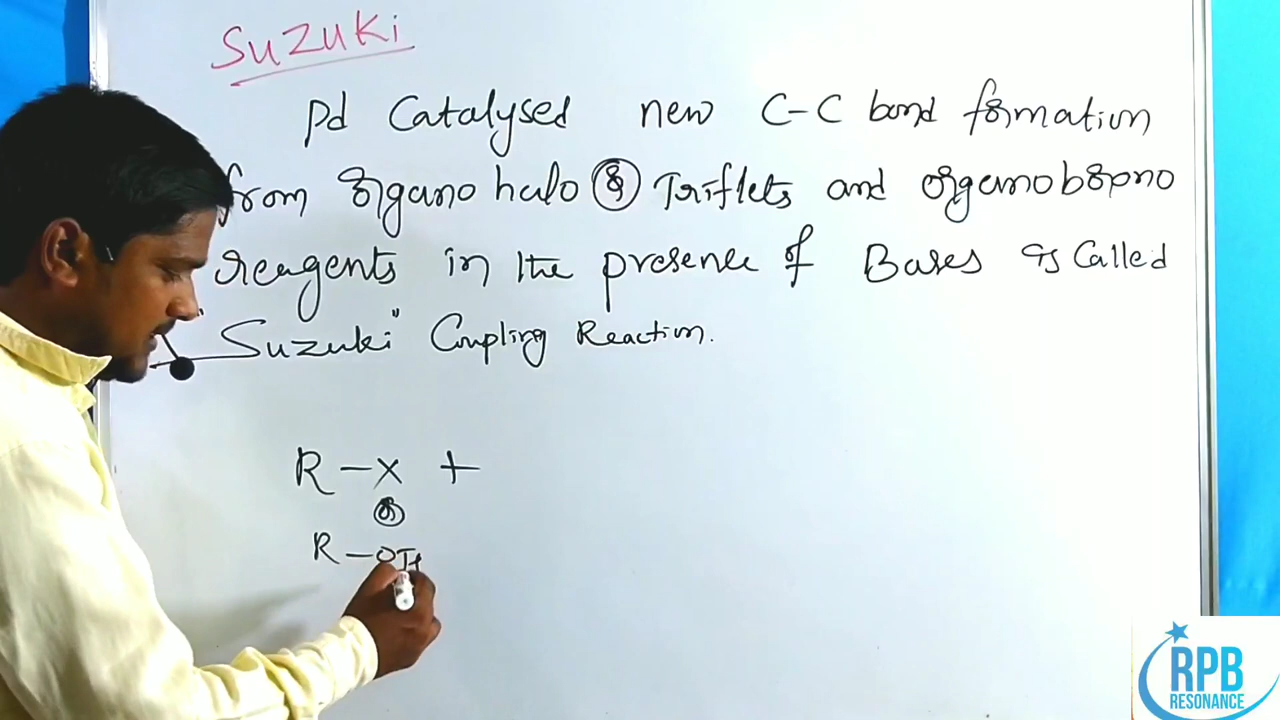 Suzuki
Pd Catalysed new C-C bond formation
from organo halo or Triflets and organoborono
reagents in the presence of Bases is Called
"Suzuki" Coupling Reaction.
R-X +
or
R-OTf
RPB
RESONANCE